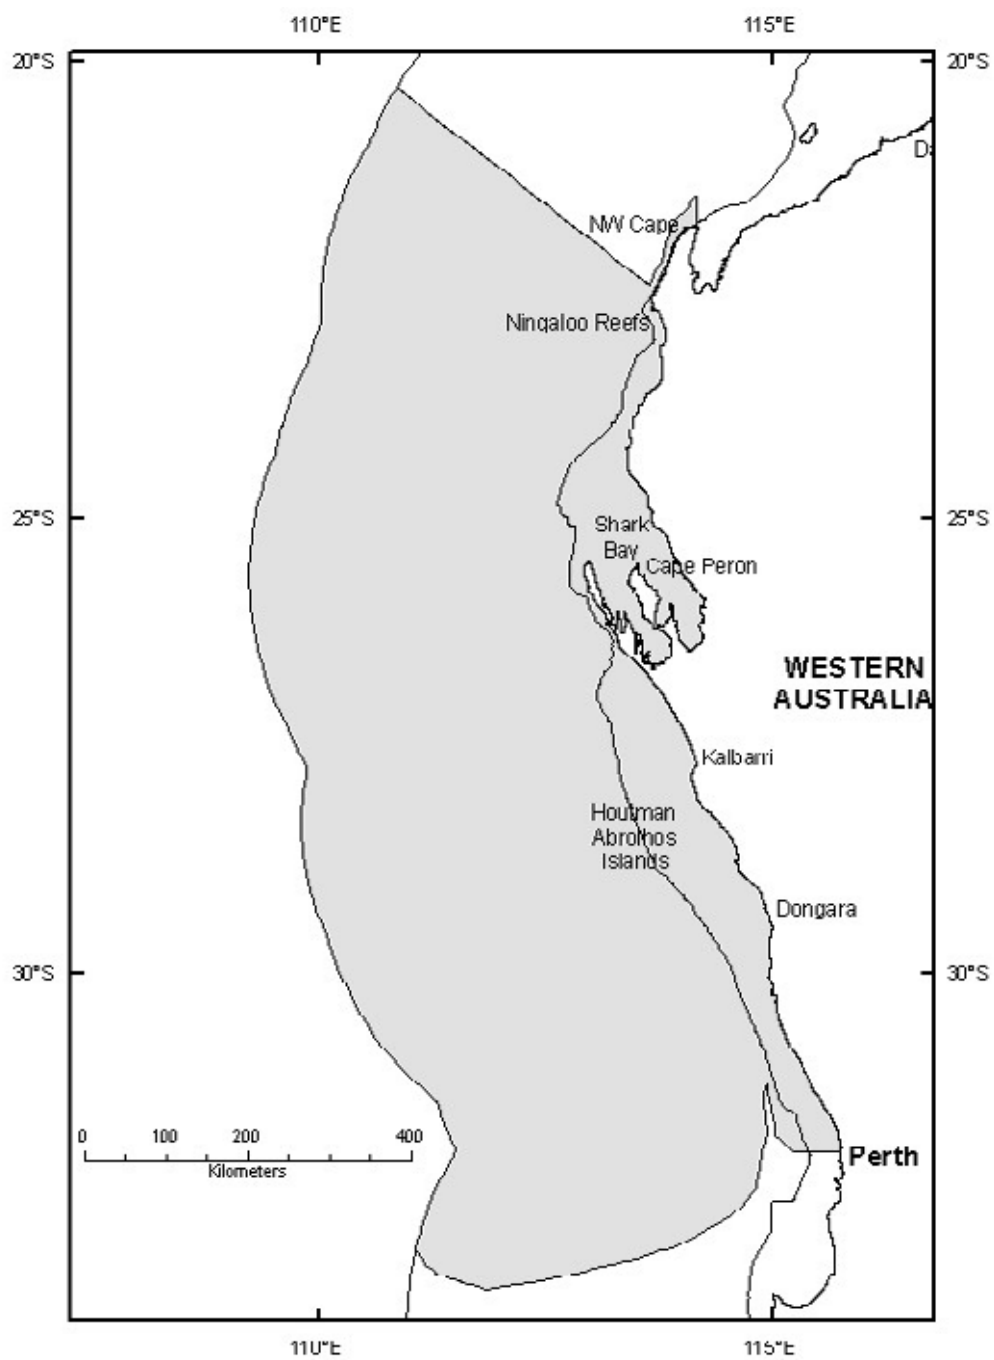 110°E 115°E
20°S 20°S
D
NW Cape
Ningaloo Reefs
25°S 25°S
Shark
Bay
Cape Peron
WESTERN
AUSTRALIA
Kalbarri
Houtman
Abrolhos
Islands
Dongara
30°S 30°S
0 100 200 400
Kilometers
Perth
110°E 115°E